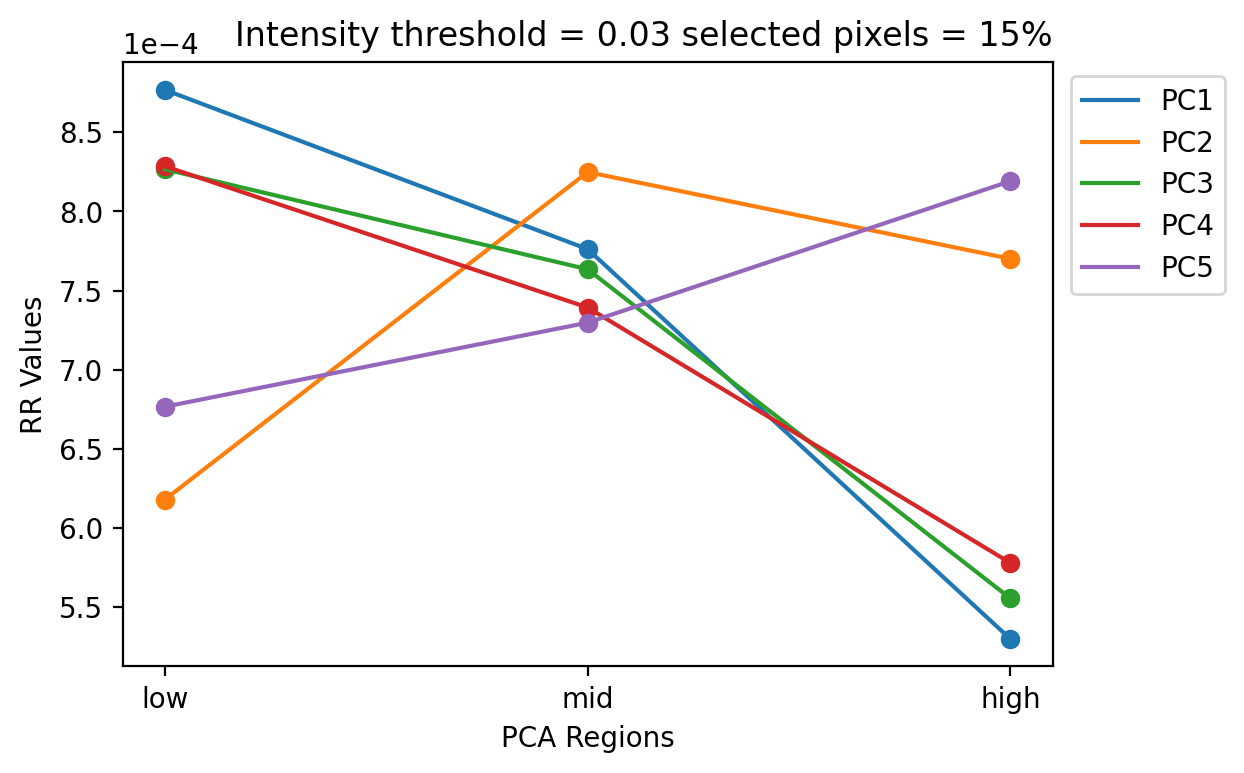 Intensity threshold = 0.03 selected pixels = 15%
1e−4
8.5
8.0
7.5
7.0
6.5
6.0
5.5
RR Values
low
mid
high
PCA Regions
PC1
PC2
PC3
PC4
PC5